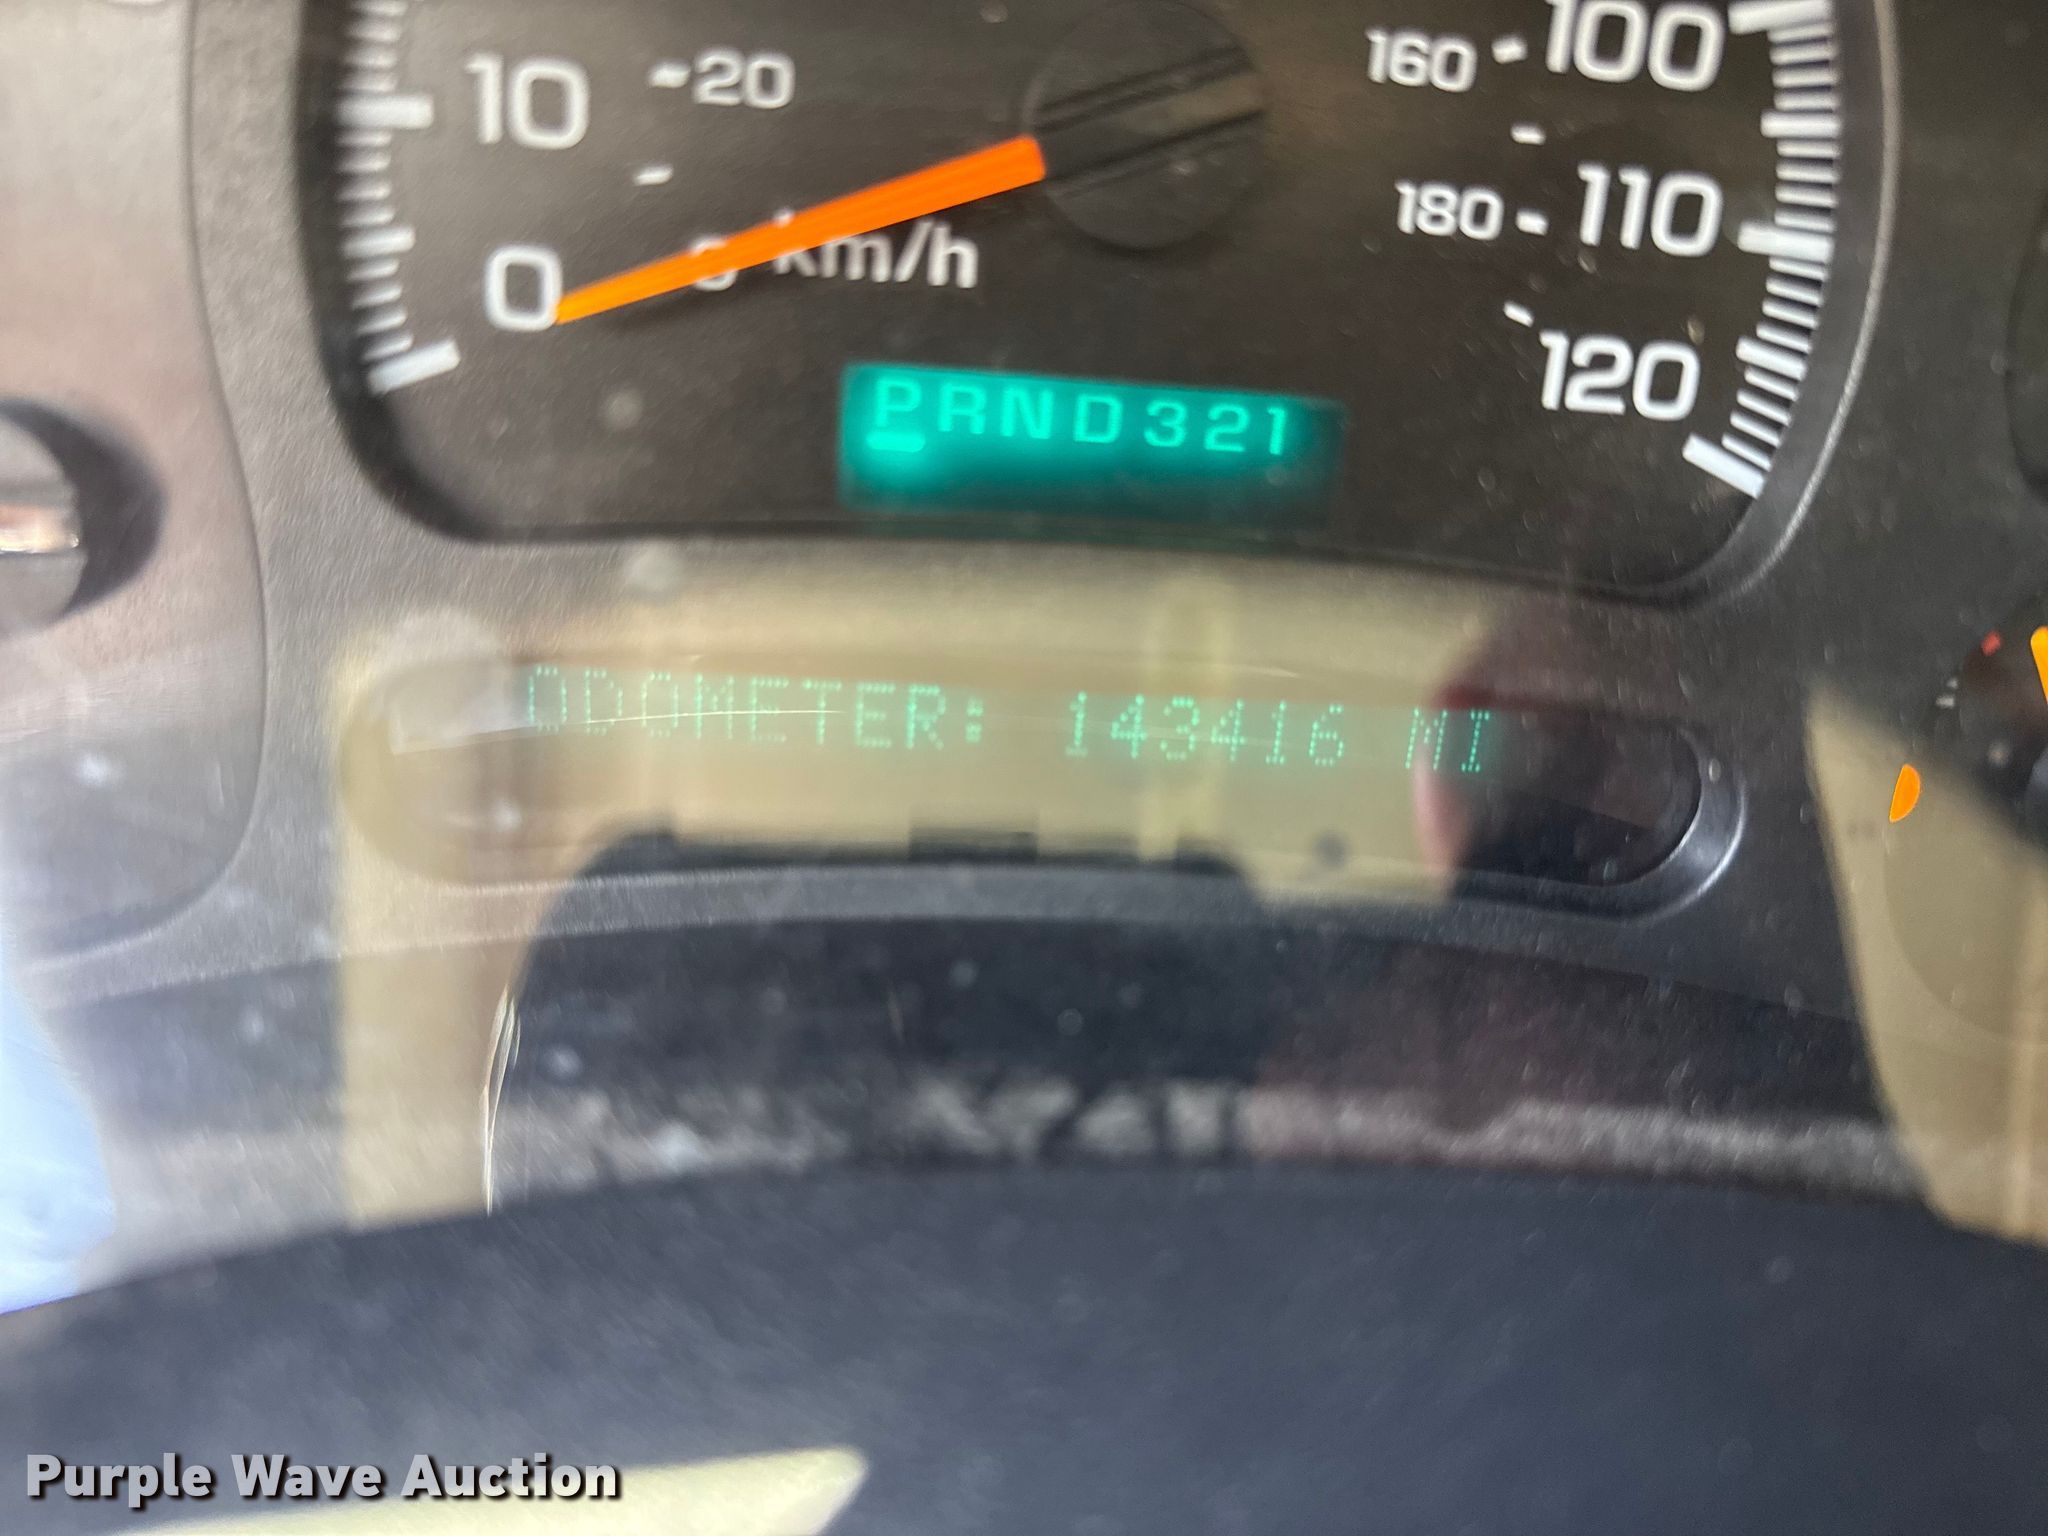 10 -20 160 - 100
180 - 110
0 km/h
120
PRND321
ODOMETER: 143416 MI
Purple Wave Auction